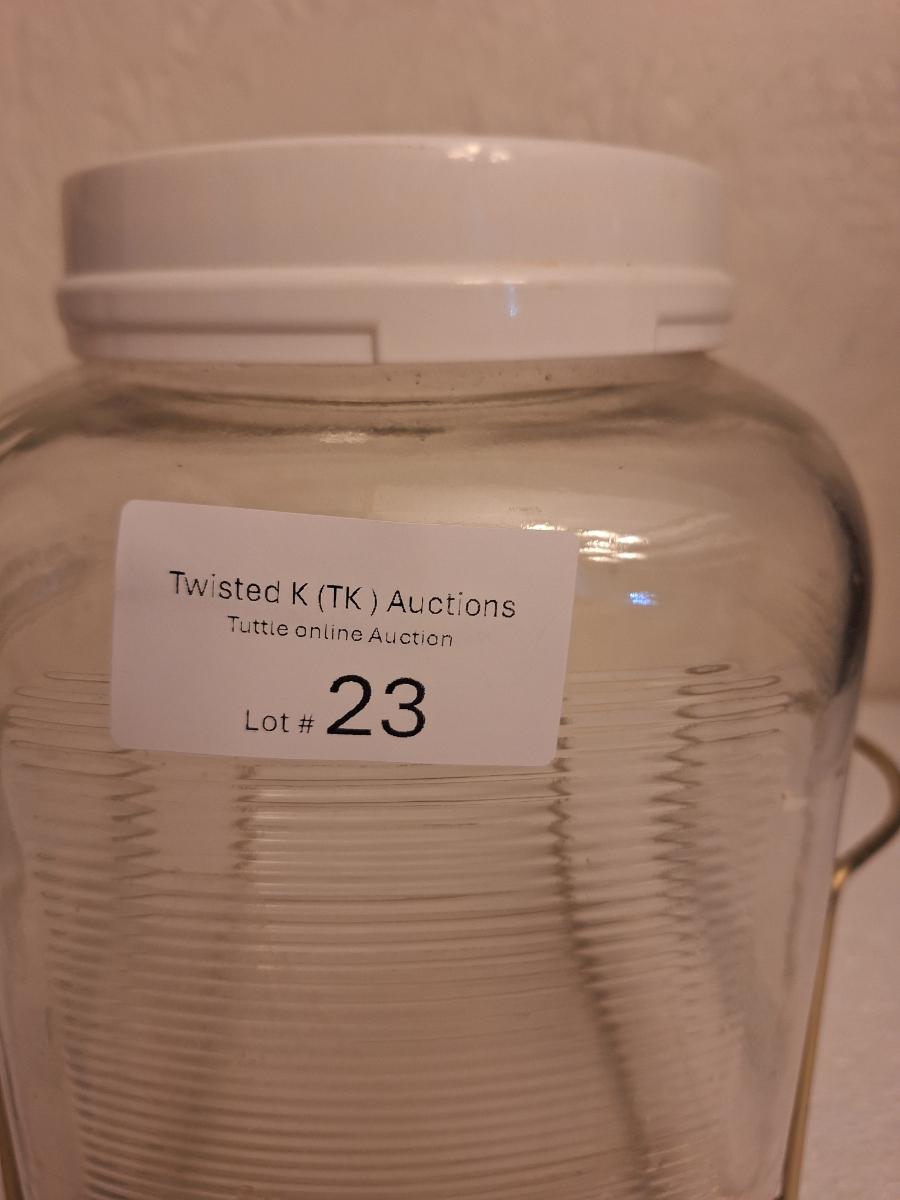 Twisted K (TK ) Auctions
Tuttle online Auction
Lot # 23